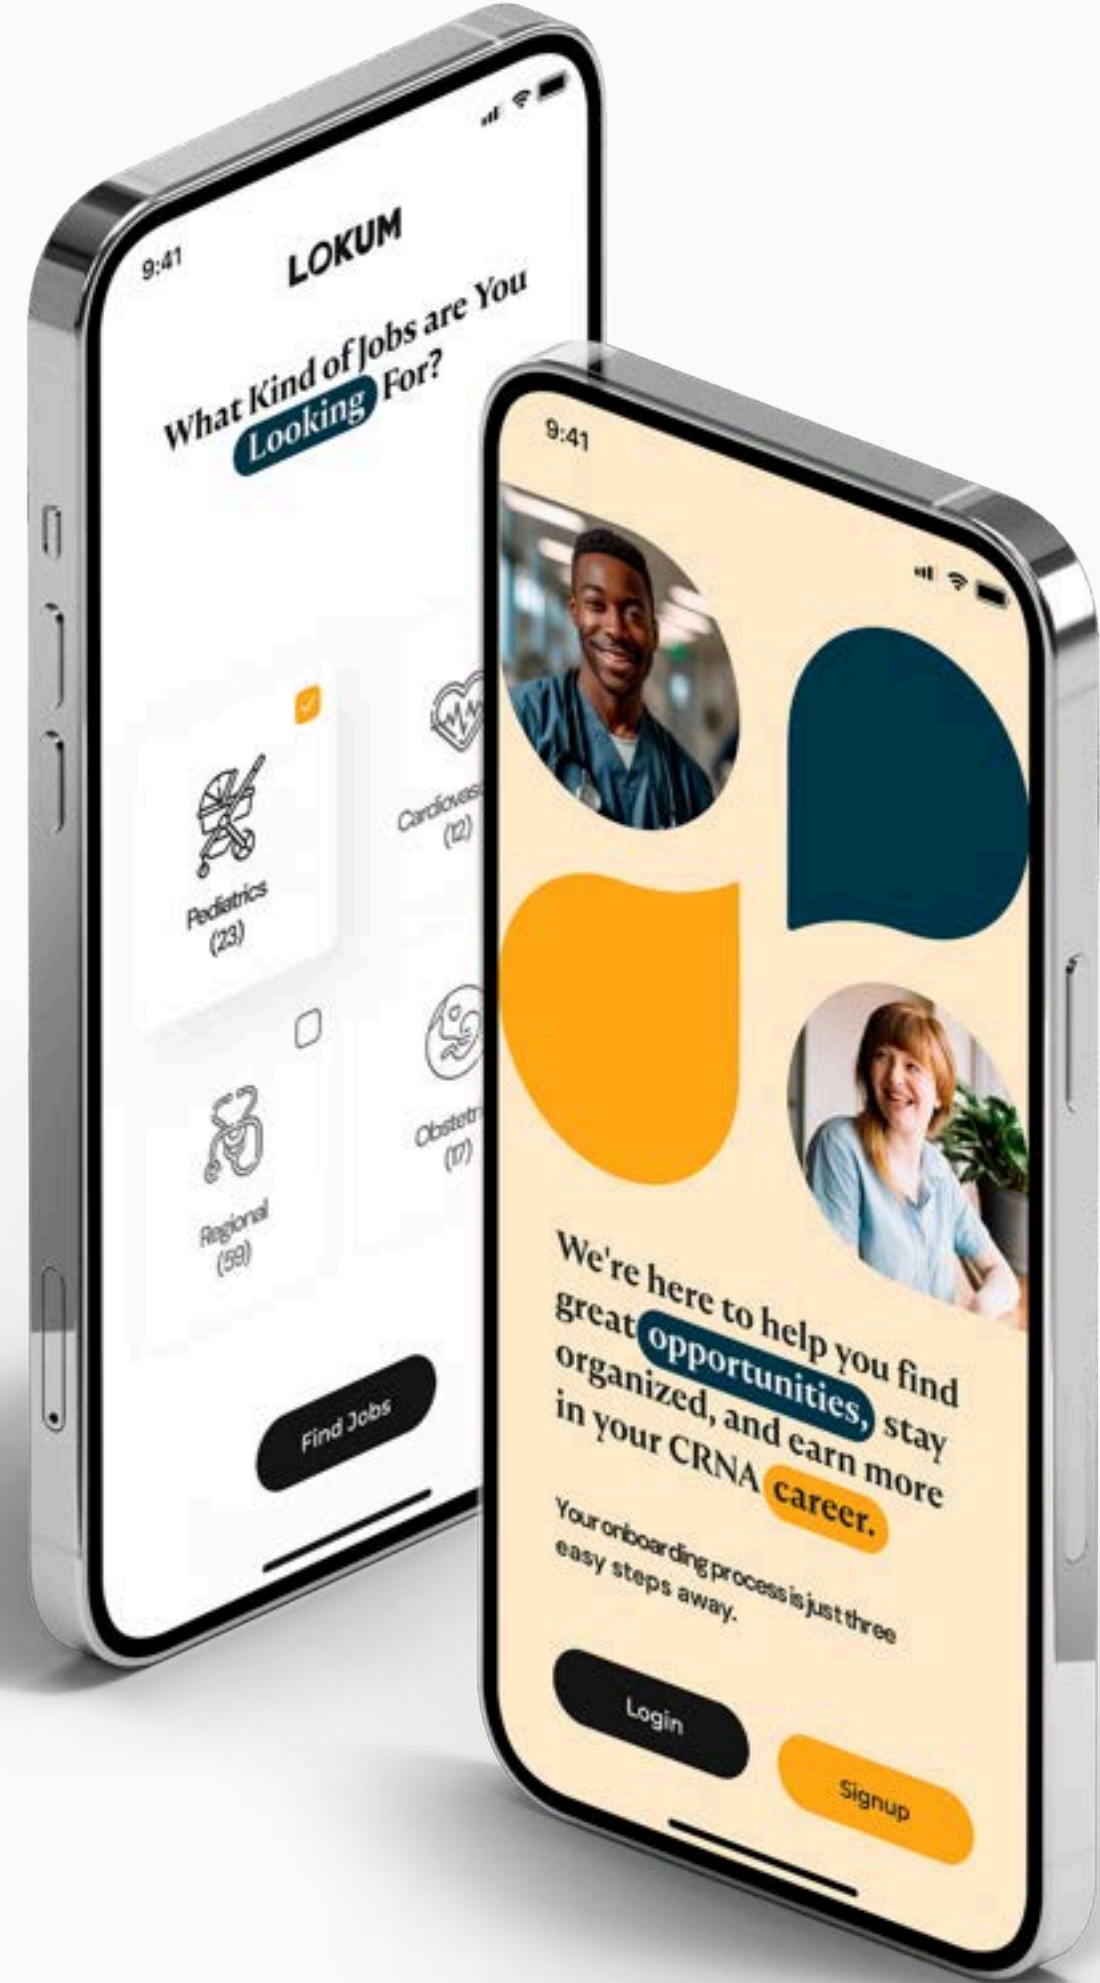 9:41
LOKUM
What Kind of Jobs are You
Looking For?
Pediatrics
(23)
(12)
Regional
(59)
(17)
Find Jobs
9:41
We're here to help you find
great opportunities, stay
organized, and earn more
in your CRNA career.
Your onboarding process is just three
easy steps away.
Login
Signup